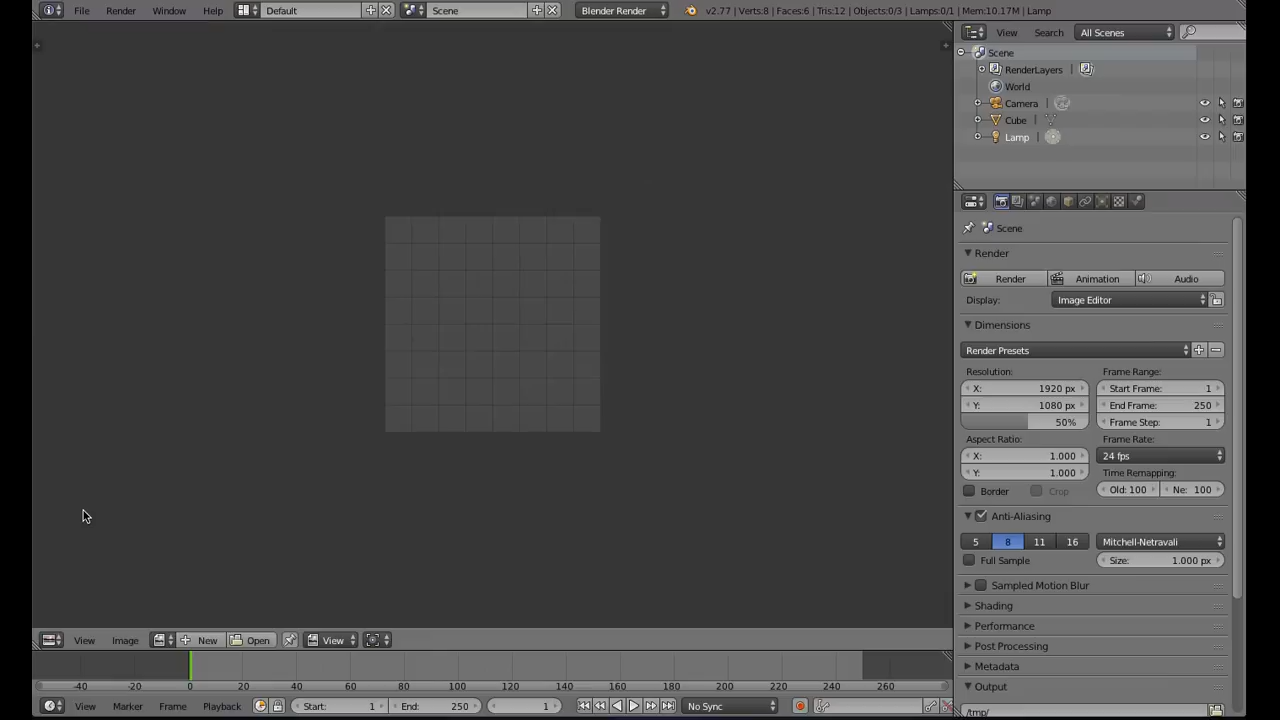 File Render Window Help Default Scene Blender Render v2.77 | Verts:8 | Faces:6 | Tris:12 | Objects:0/3 | Lamps:0/1 | Mem:10.17M | Lamp
View Search All Scenes
Scene
RenderLayers
World
Camera
Cube
Lamp
Scene
Render
Render Animation Audio
Display: Image Editor
Dimensions
Render Presets
Resolution: Frame Range:
X: 1920 px Start Frame: 1
Y: 1080 px End Frame: 250
50% Frame Step: 1
Aspect Ratio: Frame Rate:
X: 1.000 24 fps
Y: 1.000 Time Remapping:
Border Crop Old: 100 Ne: 100
Anti-Aliasing
5 8 11 16 Mitchell-Netravali
Full Sample Size: 1.000 px
Sampled Motion Blur
Shading
Performance
Post Processing
Metadata
Output
/tmp/
View Image New Open View
-40 -20 0 20 40 60 80 100 120 140 160 180 200 220 240 260
View Marker Frame Playback Start: 1 End: 250 1 No Sync